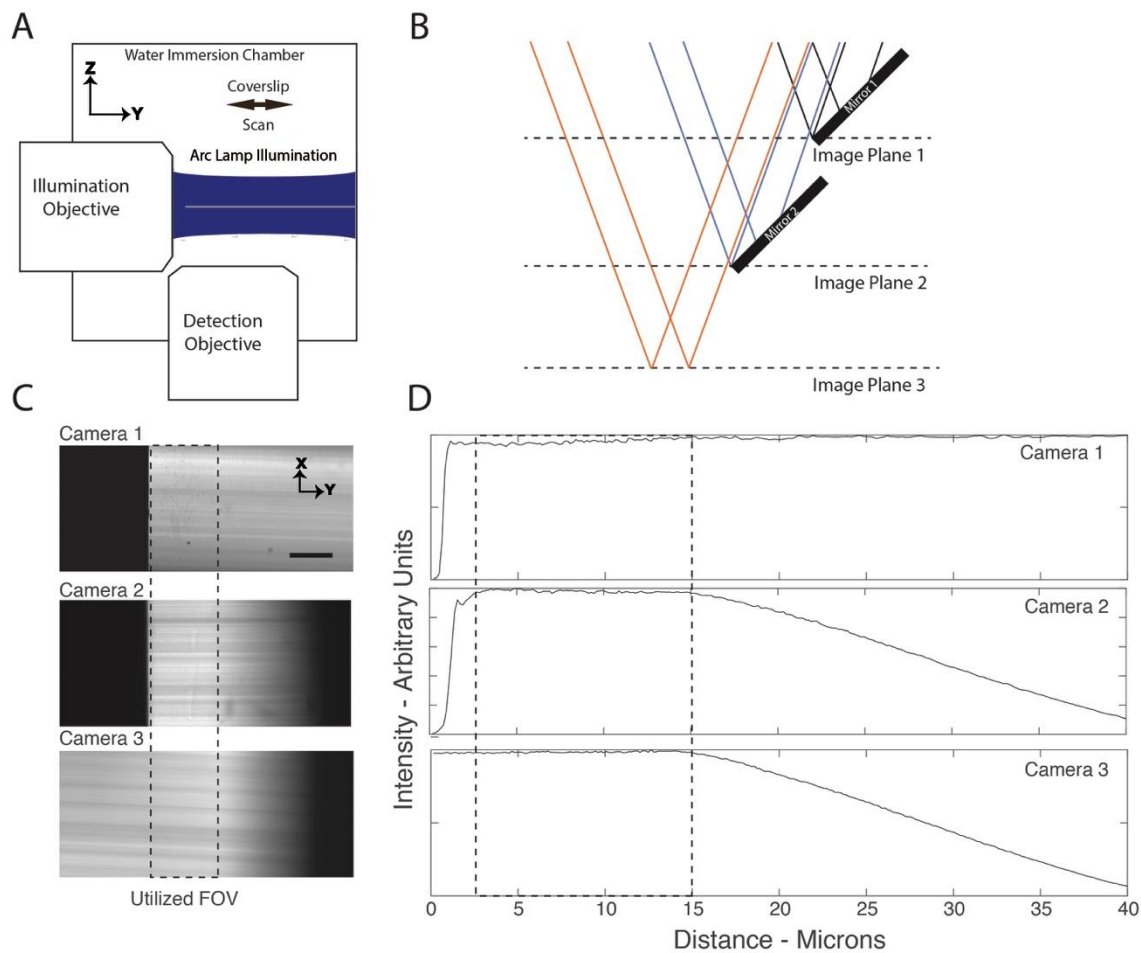 A
Water Immersion Chamber
Z
Y
Coverslip
Scan
Arc Lamp Illumination
Illumination
Objective
Detection
Objective
B
Mirror 1
Image Plane 1
Mirror 2
Image Plane 2
Image Plane 3
C
Camera 1
X
Y
Camera 2
Camera 3
Utilized FOV
D
Intensity - Arbitrary Units
Camera 1
Camera 2
Camera 3
0 5 10 15 20 25 30 35 40
Distance - Microns